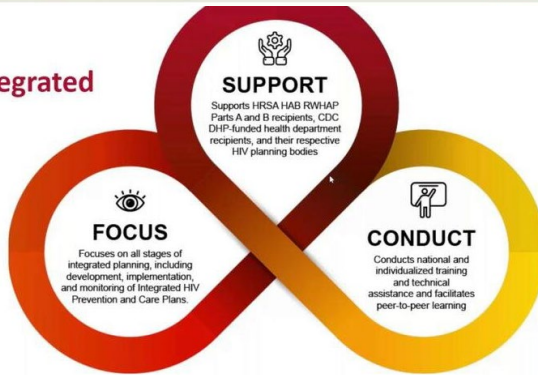 egrated
SUPPORT
Supports HRSA HAB RWHAP
Parts A and B recipients, CDC
DHP-funded health department
recipients, and their respective
HIV planning bodies
FOCUS
Focuses on all stages of
integrated planning, including
development, implementation,
and monitoring of Integrated HIV
Prevention and Care Plans.
CONDUCT
Conducts national and
individualized training
and technical
assistance and facilitates
peer-to-peer learning